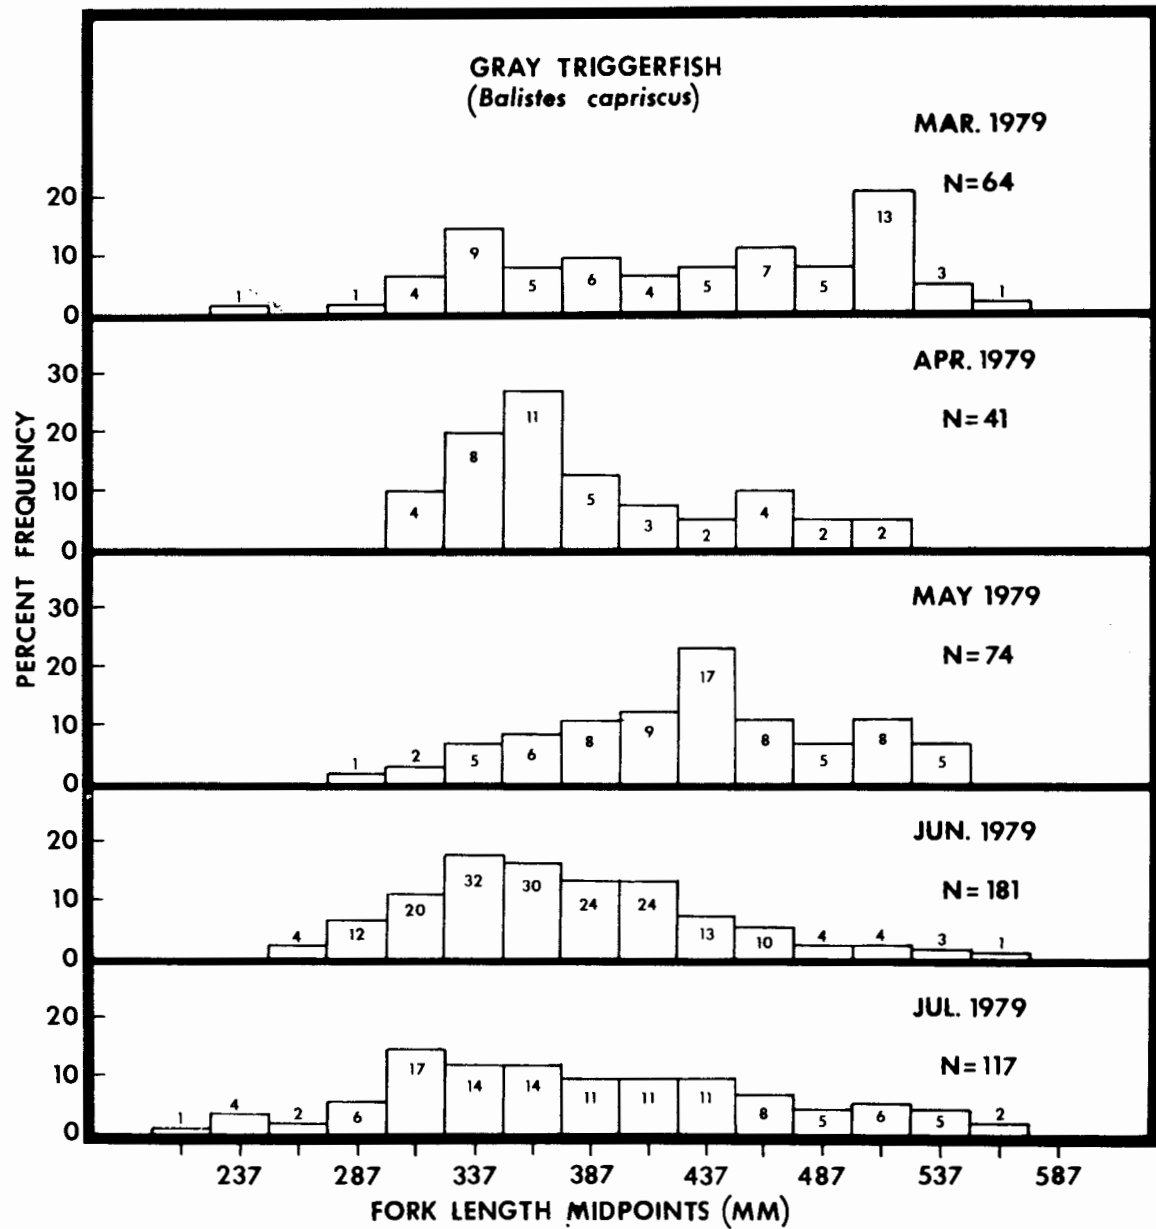 GRAY TRIGGERFISH
(Balistes capriscus)
MAR. 1979
N=64
20
10
0
1 1 4 9 5 6 4 5 7 5 13 3 1
APR. 1979
N=41
30
20
10
0
4 8 11 5 3 2 4 2 2
MAY 1979
N=74
30
20
10
0
1 2 5 6 8 9 17 8 5 8 5
JUN. 1979
N=181
20
10
0
4 12 20 32 30 24 24 13 10 4 4 3 1
JUL. 1979
N=117
20
10
0
1 4 2 6 17 14 14 11 11 11 8 5 6 5 2
237 287 337 387 437 487 537 587
FORK LENGTH MIDPOINTS (MM)
PERCENT FREQUENCY